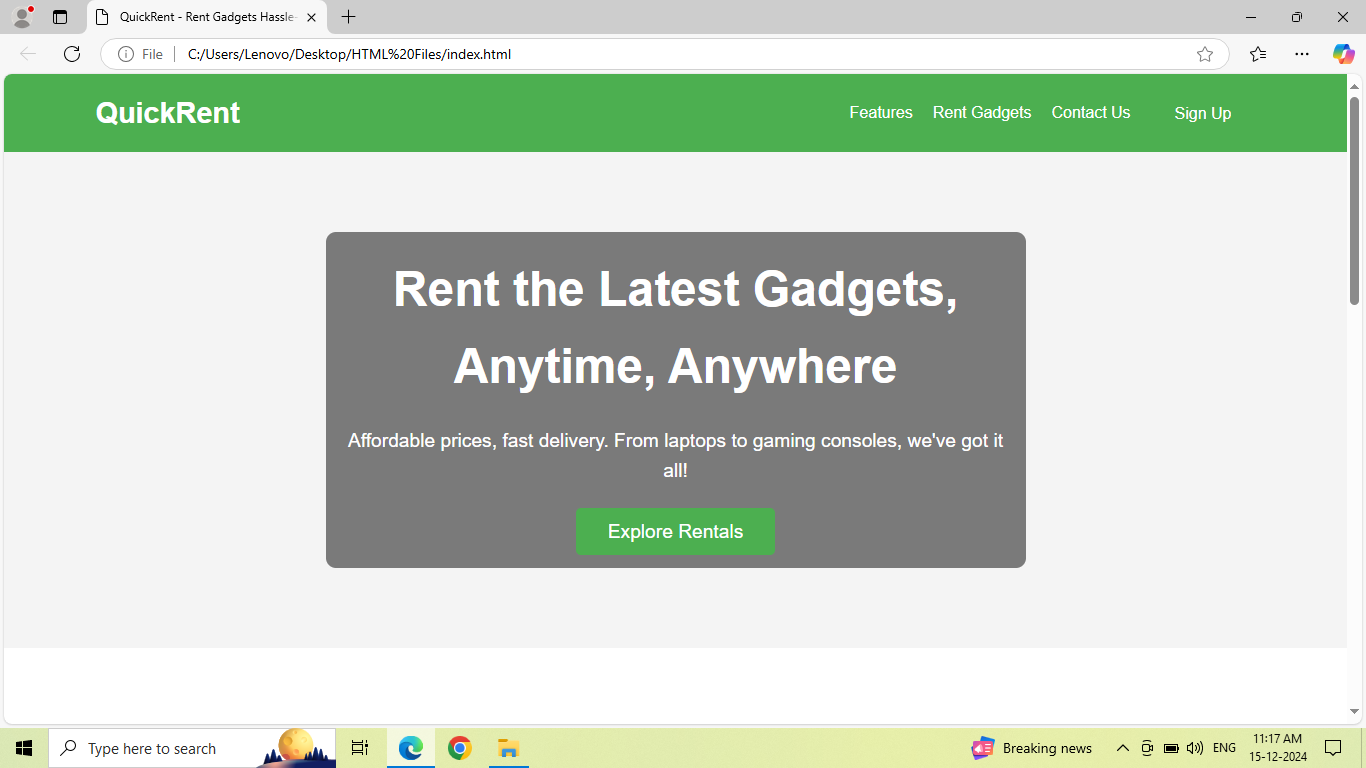 QuickRent - Rent Gadgets Hassle-
File
C:/Users/Lenovo/Desktop/HTML%20Files/index.html
QuickRent
Features Rent Gadgets Contact Us Sign Up
Rent the Latest Gadgets,
Anytime, Anywhere
Affordable prices, fast delivery. From laptops to gaming consoles, we've got it
all!
Explore Rentals
Type here to search
Breaking news
ENG
11:17 AM
15-12-2024